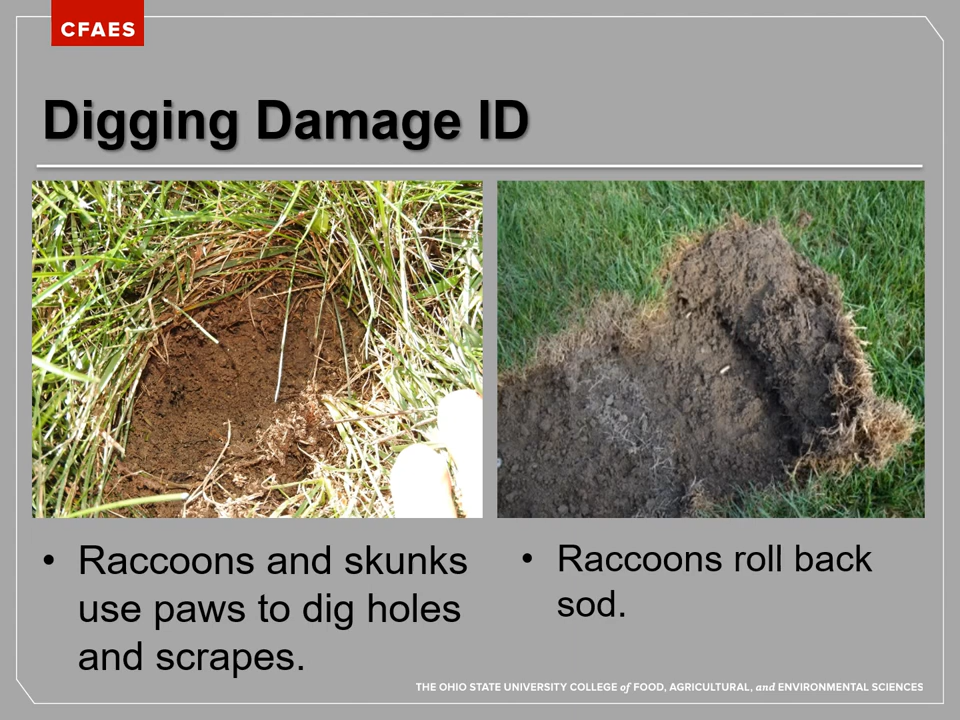 CFAES
Digging Damage ID
• Raccoons and skunks
use paws to dig holes
and scrapes.
• Raccoons roll back
sod.
THE OHIO STATE UNIVERSITY COLLEGE of FOOD, AGRICULTURAL, and ENVIRONMENTAL SCIENCES